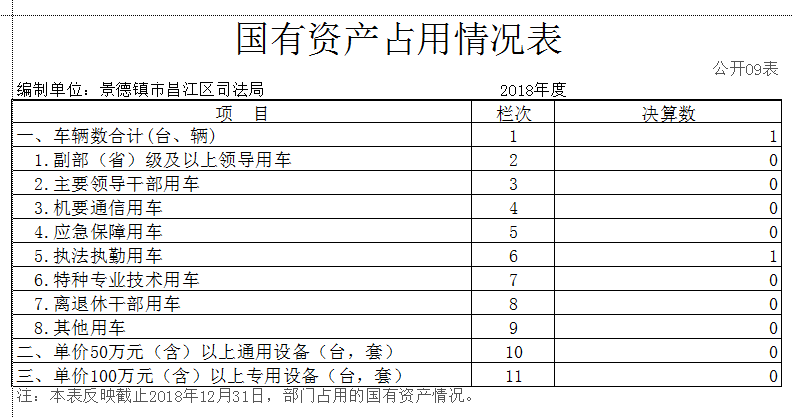 国有资产占用情况表
公开09表
编制单位：景德镇市昌江区司法局 2018年度
项 目 栏次 决算数
一、车辆数合计(台、辆) 1 1
1.副部（省）级及以上领导用车 2 0
2.主要领导干部用车 3 0
3.机要通信用车 4 0
4.应急保障用车 5 0
5.执法执勤用车 6 1
6.特种专业技术用车 7 0
7.离退休干部用车 8 0
8.其他用车 9 0
二、单价50万元（含）以上通用设备（台，套） 10 0
三、单价100万元（含）以上专用设备（台，套） 11 0
注：本表反映截止2018年12月31日，部门占用的国有资产情况。